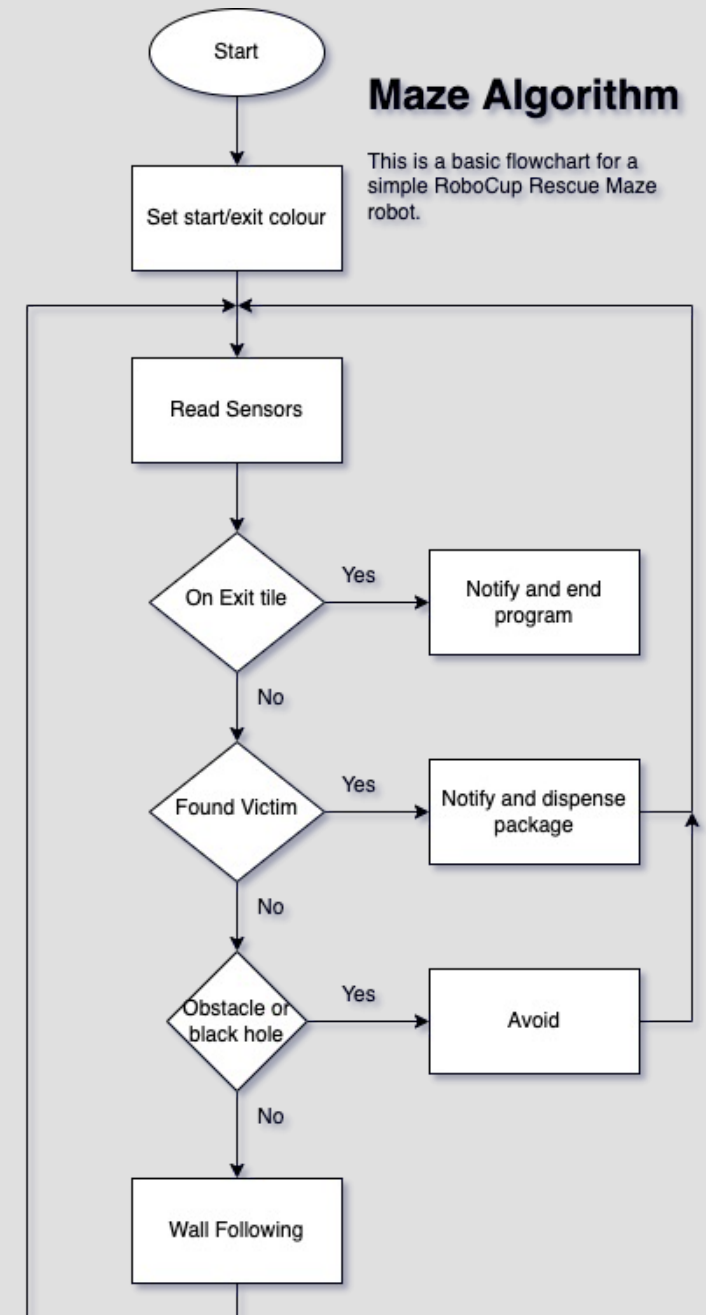 Start
Maze Algorithm
This is a basic flowchart for a
simple RoboCup Rescue Maze
robot.
Set start/exit colour
Read Sensors
On Exit tile
Yes
Notify and end
program
No
Found Victim
Yes
Notify and dispense
package
No
Obstacle or
black hole
Yes
Avoid
No
Wall Following